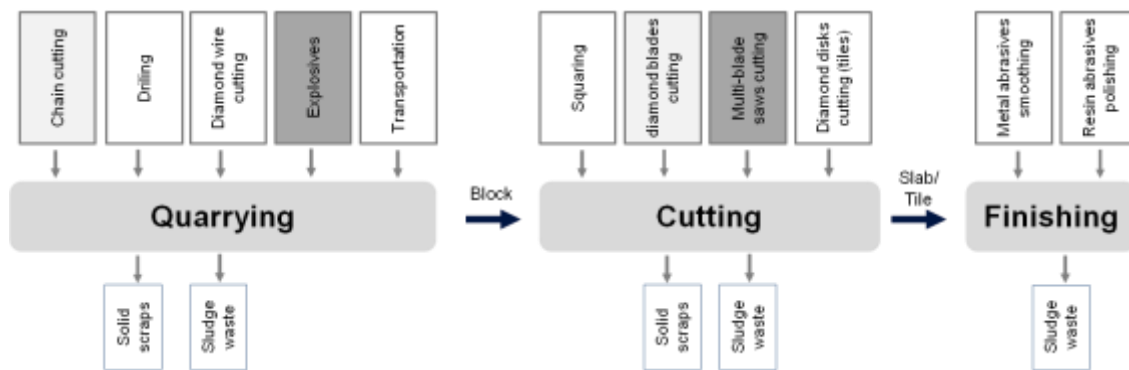 Chain cutting
Driling
Diamond wire
cutting
Explosives
Transportation
Squaring
diamond blades
cutting
Multi-blade
saws cutting
Diamond disks
cutting (tiles)
Metal abrasives
smoothing
Resin abrasives
polishing
Quarrying
Block
Cutting
Slab/
Tile
Finishing
Solid
scraps
Sludge
waste
Solid
scraps
Sludge
waste
Sludge
waste